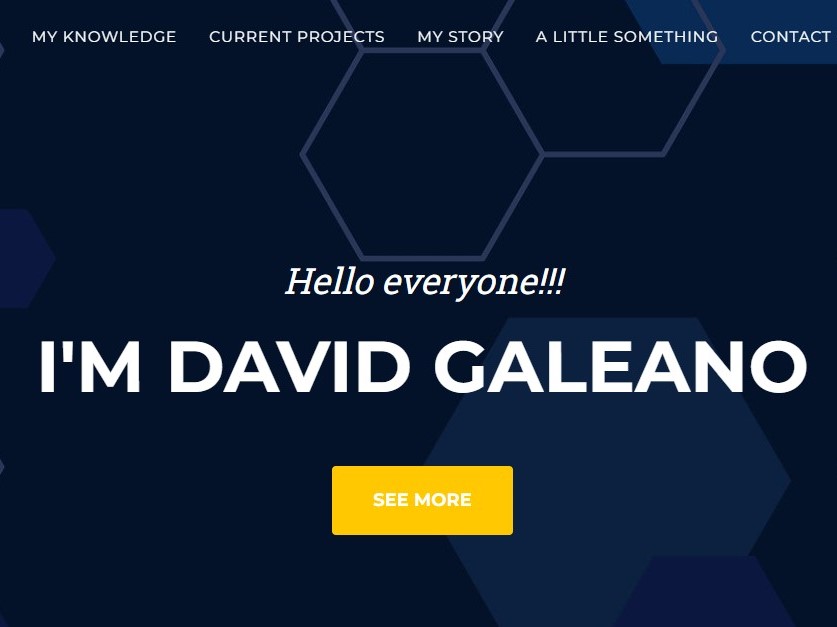 MY KNOWLEDGE CURRENT PROJECTS MY STORY A LITTLE SOMETHING CONTACT
Hello everyone!!!
I'M DAVID GALEANO
SEE MORE